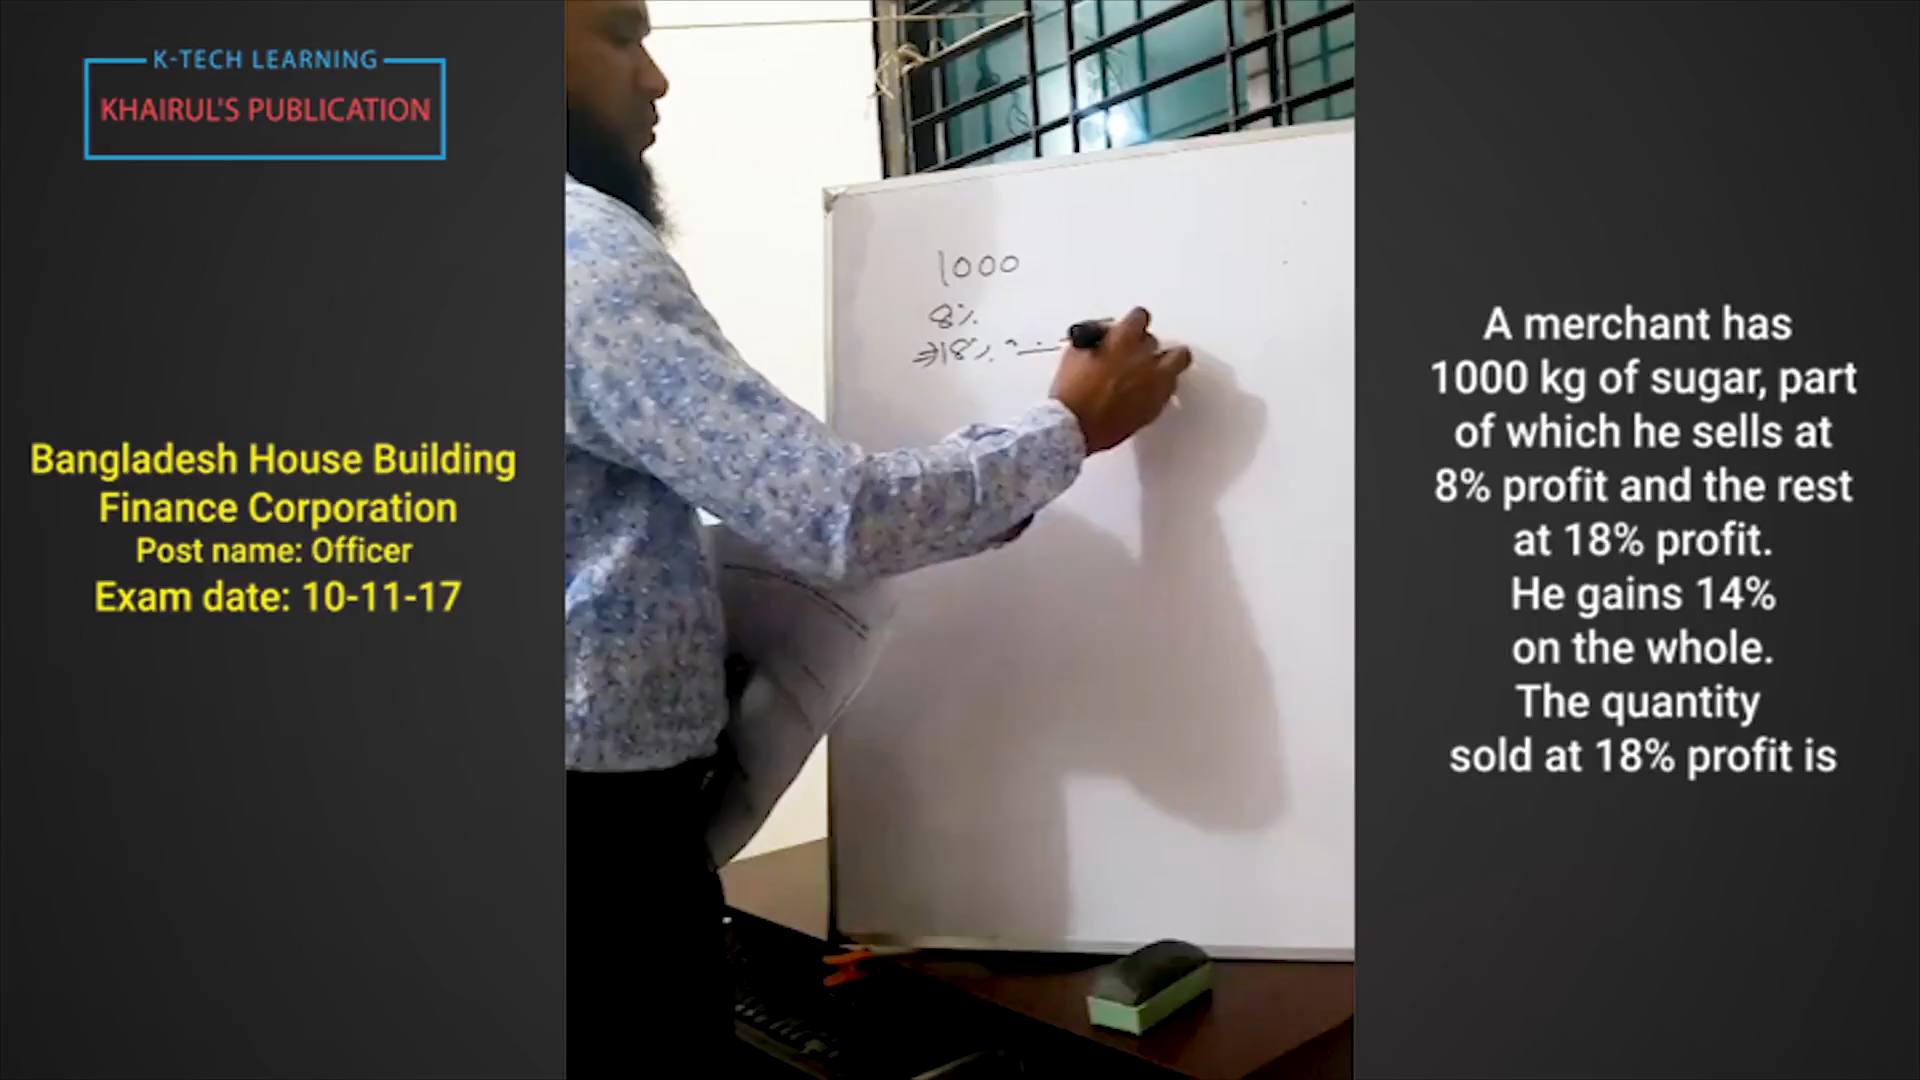 K-TECH LEARNING
KHAIRUL'S PUBLICATION
Bangladesh House Building
Finance Corporation
Post name: Officer
Exam date: 10-11-17
1000
8%
18%
A merchant has
1000 kg of sugar, part
of which he sells at
8% profit and the rest
at 18% profit.
He gains 14%
on the whole.
The quantity
sold at 18% profit is